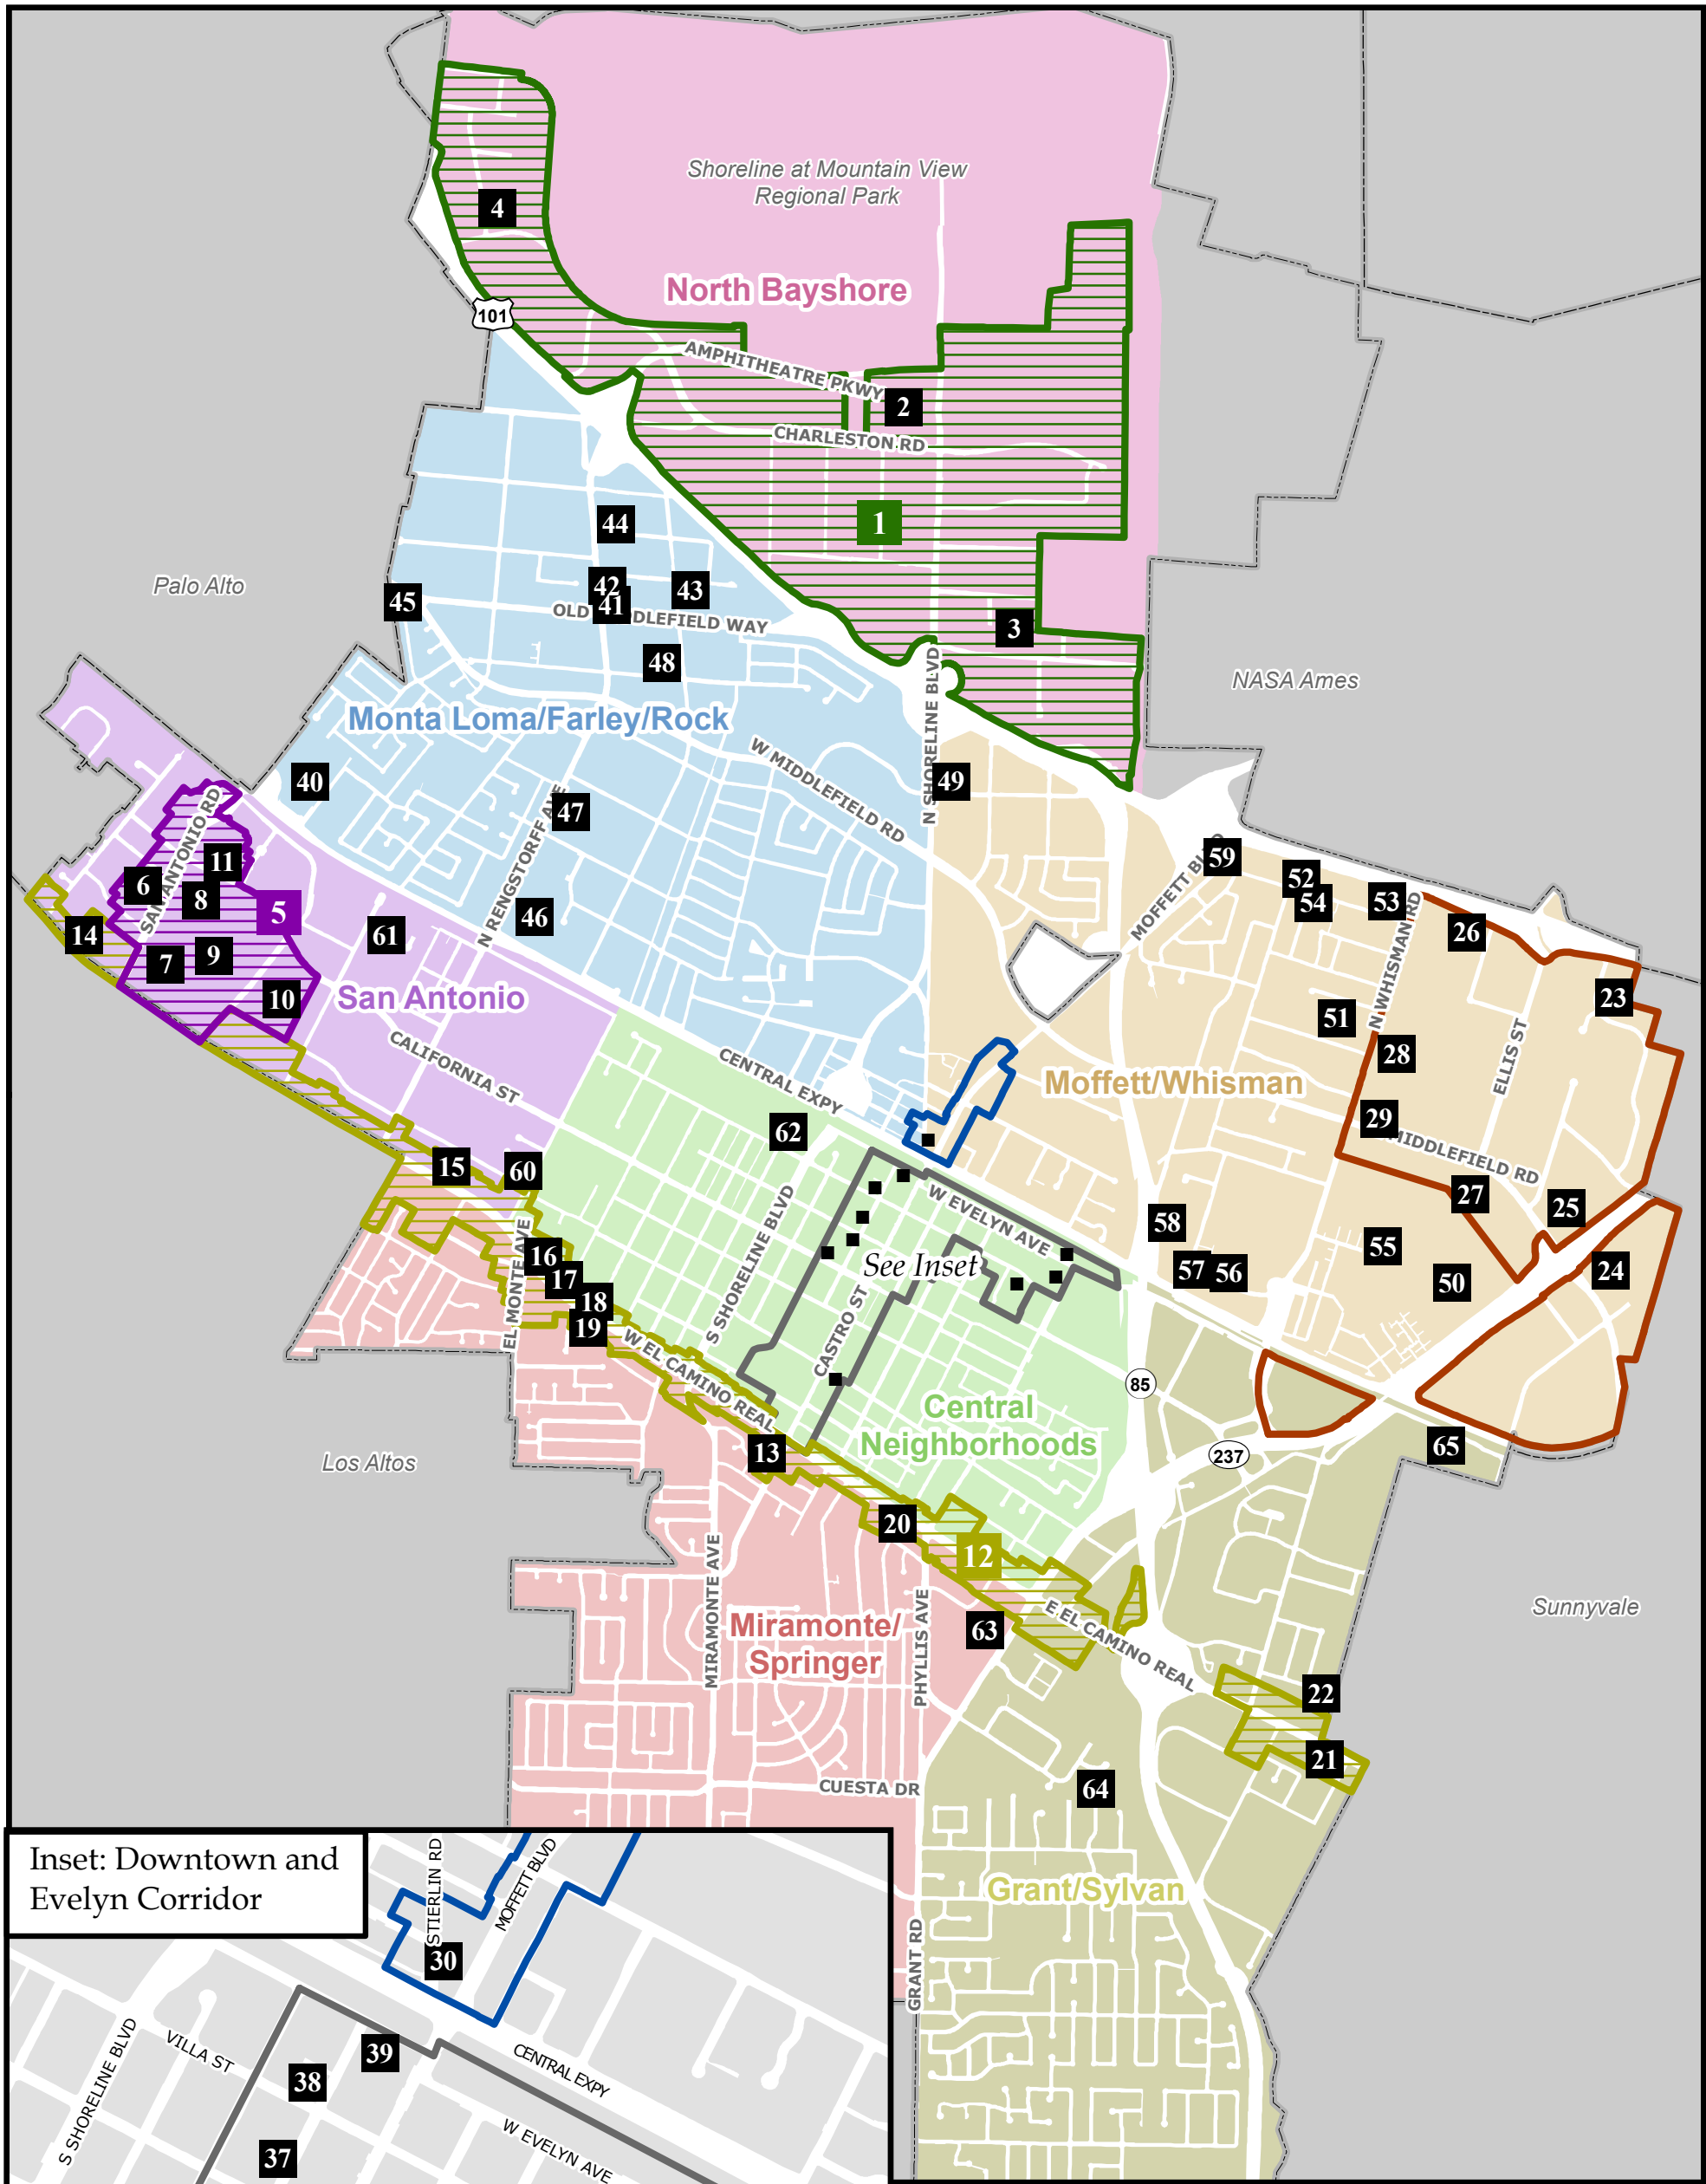 4
Shoreline at Mountain View
Regional Park
North Bayshore
101
AMPHITHEATRE PKWY
2
CHARLESTON RD
1
44
Palo Alto
42
43
45
41
OLD
DDLEFIELD WAY
3
48
N SHORELINE BLVD
NASA Ames
Monta Loma/Farley/Rock
W MIDDLEFIELD RD
40
49
47
N RENGSTORFF AVE
SAN ANTONIO RD
11
6
8
5
59
MOFFETT BLVD
52
54
53
26
14
61
46
7
9
N WHISMAN RD
10
San Antonio
23
51
28
ELLIS ST
CALIFORNIA ST
CENTRAL EXPY
Moffett/Whisman
62
29
MIDDLEFIELD RD
15
60
W EVELYN AVE
27
25
58
16
EL MONTE AVE
S SHORELINE BLVD
See Inset
55
17
57
56
50
24
18
19
CASTRO ST
W EL CAMINO REAL
85
Central
Neighborhoods
13
237
65
Los Altos
20
12
MIRAMONTE AVE
Miramonte/
Springer
PHYLLIS AVE
63
E EL CAMINO REAL
Sunnyvale
22
21
CUESTA DR
64
Grant/Sylvan
GRANT RD
Inset: Downtown and
Evelyn Corridor
STIERLIN RD
MOFFETT BLVD
30
S SHORELINE BLVD
VILLA ST
39
38
CENTRAL EXPY
37
W EVELYN AVE